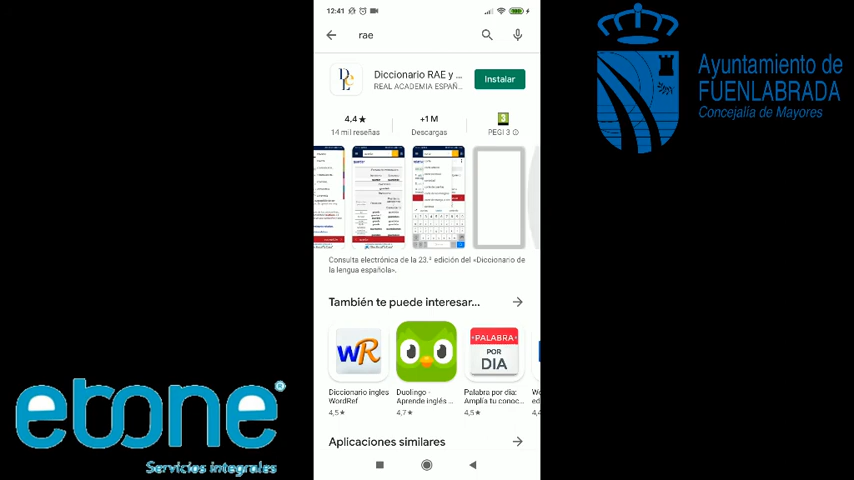 12:41
rae
Diccionario RAE y ...
REAL ACADEMIA ESPAÑ...
Instalar
4,4★
14 mil reseñas
+1 M
Descargas
3
PEGI 3
Consulta electrónica de la 23.ª edición del «Diccionario de
la lengua española».
También te puede interesar...
WR
PALABRA
POR
DIA
Diccionario ingles
WordRef
4,5★
Duolingo -
Aprende inglés ...
4,7★
Palabra por día:
Amplía tu conoc...
4,5★
Aplicaciones similares
Ayuntamiento de
FUENLABRADA
Concejalía de Mayores
ebone
Servicios integrales